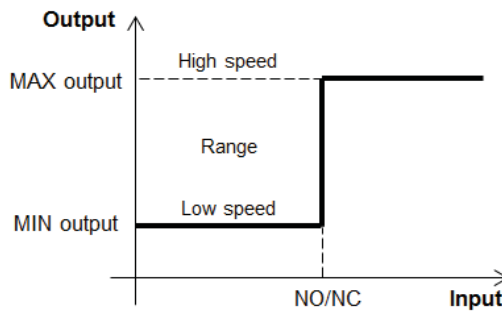 Output
High speed
MAX output
Range
Low speed
MIN output
NO/NC
Input